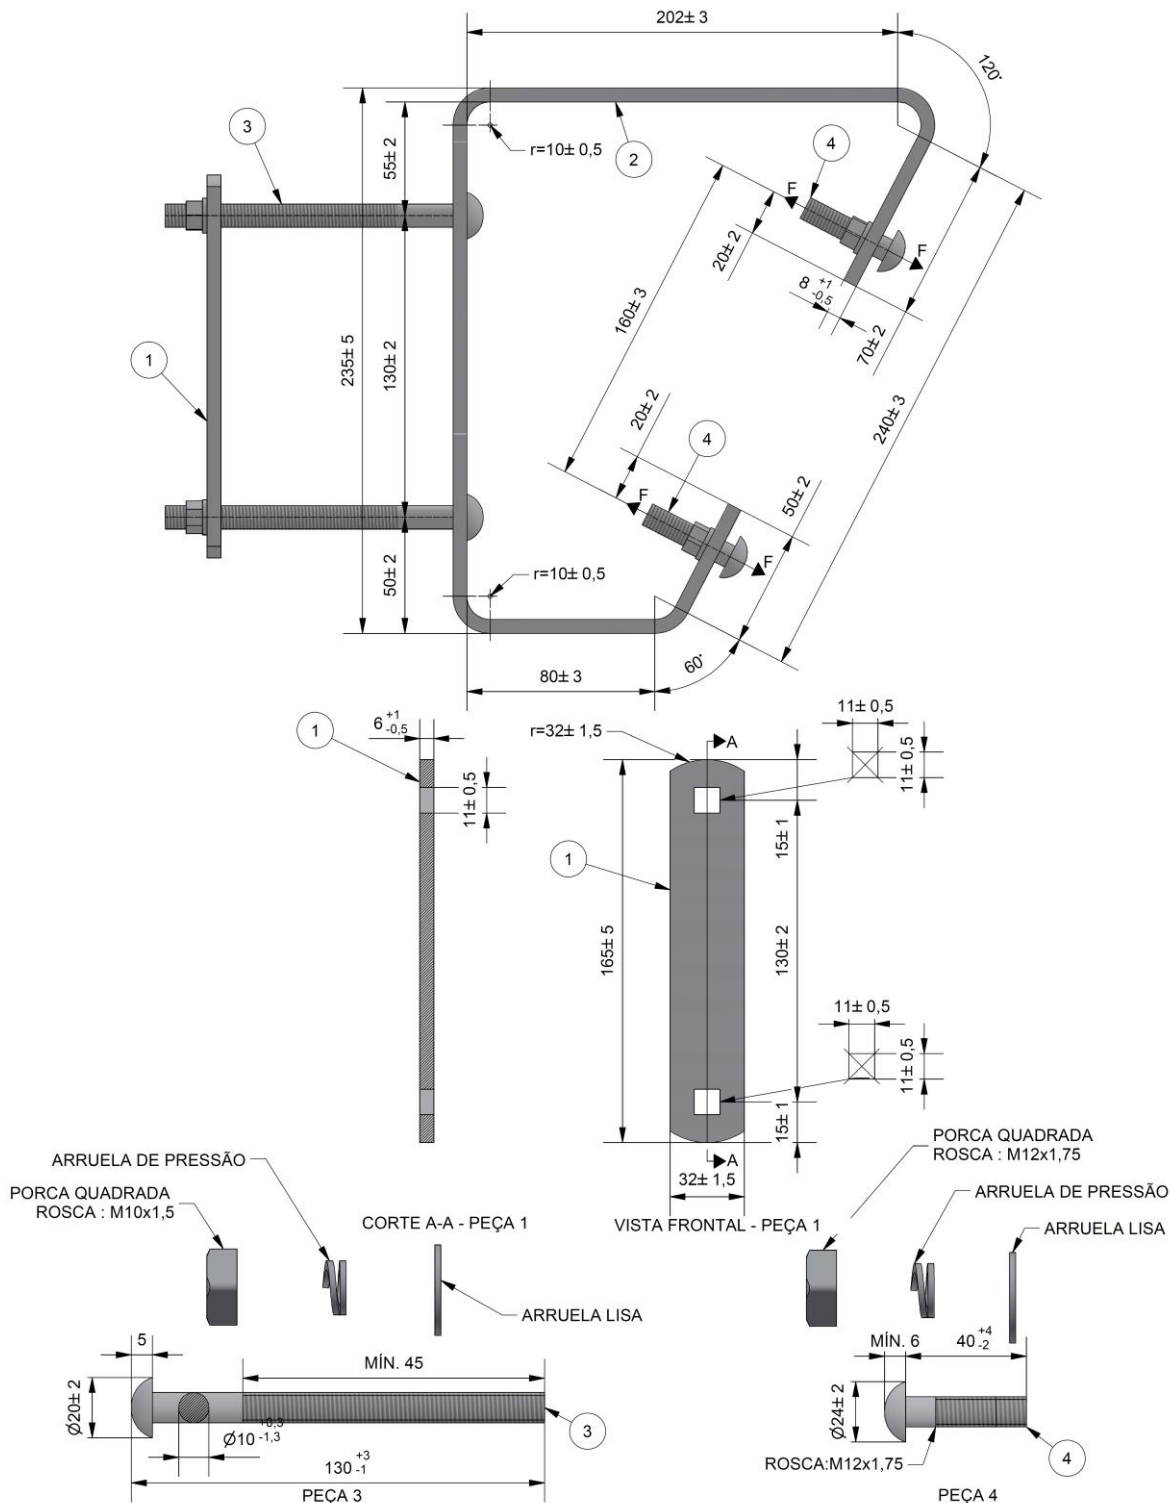 202± 3
120°
3
55± 2
r=10± 0,5
2
4
F
F
20± 2
8 +1 -0,5
70± 2
160± 3
235± 5
130± 2
1
240± 3
20± 2
4
F
50± 2
F
50± 2
r=10± 0,5
80± 3
60°
1
6 +1 -0,5
11± 0,5
r=32± 1,5
A
11± 0,5
11± 0,5
15± 1
1
165± 5
130± 2
11± 0,5
11± 0,5
15± 1
A
32± 1,5
CORTE A-A - PEÇA 1
VISTA FRONTAL - PEÇA 1
ARRUELA DE PRESSÃO
PORCA QUADRADA
ROSCA : M10x1,5
ARRUELA LISA
5
MÍN. 45
Ø20± 2
Ø10 +0,3 -1,3
3
130 +3 -1
PEÇA 3
PORCA QUADRADA
ROSCA : M12x1,75
ARRUELA DE PRESSÃO
ARRUELA LISA
MÍN. 6
40 +4 -2
Ø24± 2
ROSCA:M12x1,75
4
PEÇA 4